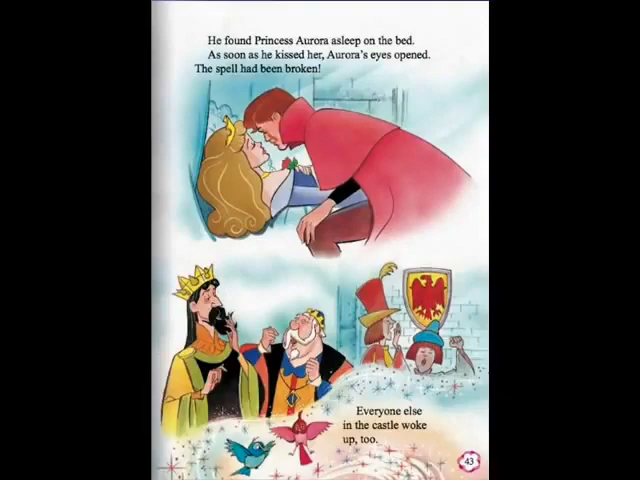 He found Princess Aurora asleep on the bed.
As soon as he kissed her, Aurora's eyes opened.
The spell had been broken!
Everyone else
in the castle woke
up, too.
43